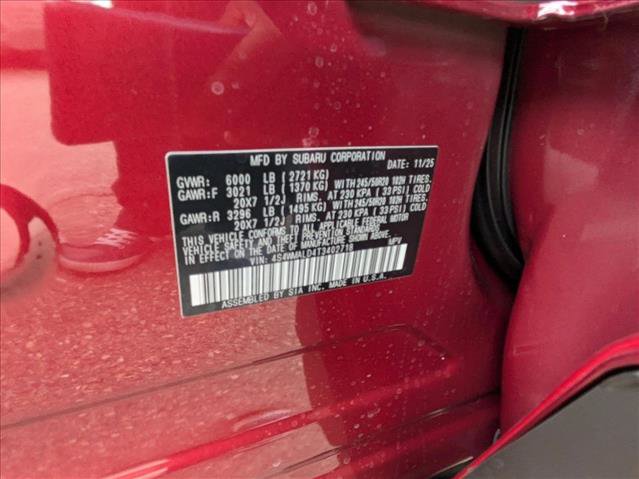 MFD BY SUBARU CORPORATION DATE: 11/25
GVWR: 6000 LB ( 2721 KG)
GAWR:F 3021 LB ( 1370 KG) WITH 245/50R20 102H TIRES.
20X7 1/2J RIMS. AT 230 KPA ( 33 PSI) COLD
GAWR:R 3296 LB ( 1495 KG) WITH 245/50R20 102H TIRES.
20X7 1/2J RIMS. AT 230 KPA ( 33 PSI) COLD
THIS VEHICLE CONFORMS TO ALL APPLICABLE FEDERAL MOTOR
VEHICLE SAFETY AND THEFT PREVENTION STANDARDS IN EFFECT
ON THE DATE OF MANUFACTURE SHOWN ABOVE.
VIN: 4S4WMALD4T3402718 MPV
ASSEMBLED BY SIA INC. MADE IN U.S.A.